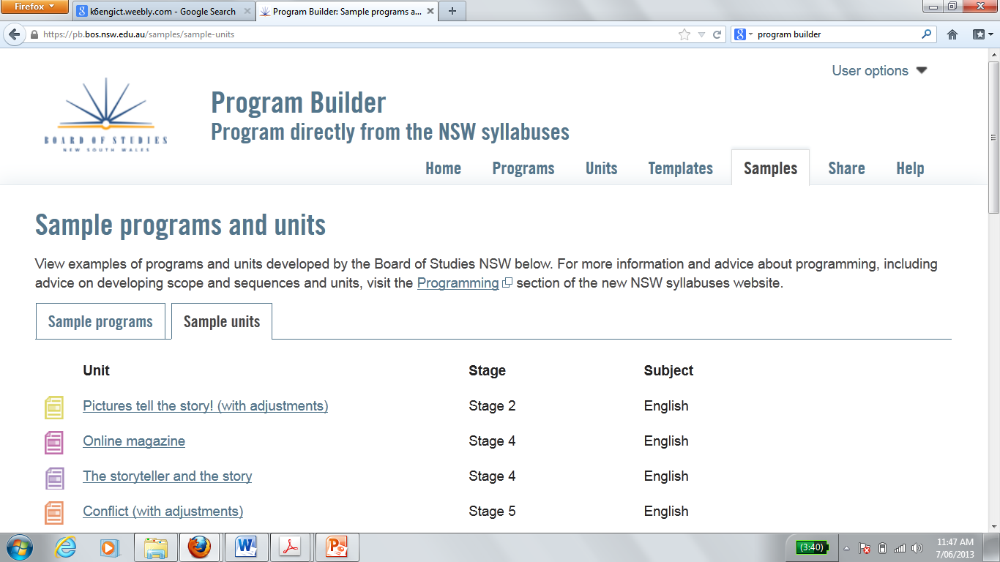 Firefox
k6engict.weebly.com - Google Search
Program Builder: Sample programs a...
https://pb.bos.nsw.edu.au/samples/sample-units
program builder
User options
BOARD OF STUDIES
NEW SOUTH WALES
Program Builder
Program directly from the NSW syllabuses
Home Programs Units Templates Samples Share Help
Sample programs and units
View examples of programs and units developed by the Board of Studies NSW below. For more information and advice about programming, including
advice on developing scope and sequences and units, visit the Programming section of the new NSW syllabuses website.
Sample programs Sample units
Unit Stage Subject
Pictures tell the story! (with adjustments) Stage 2 English
Online magazine Stage 4 English
The storyteller and the story Stage 4 English
Conflict (with adjustments) Stage 5 English
(3:40)
11:47 AM
7/06/2013